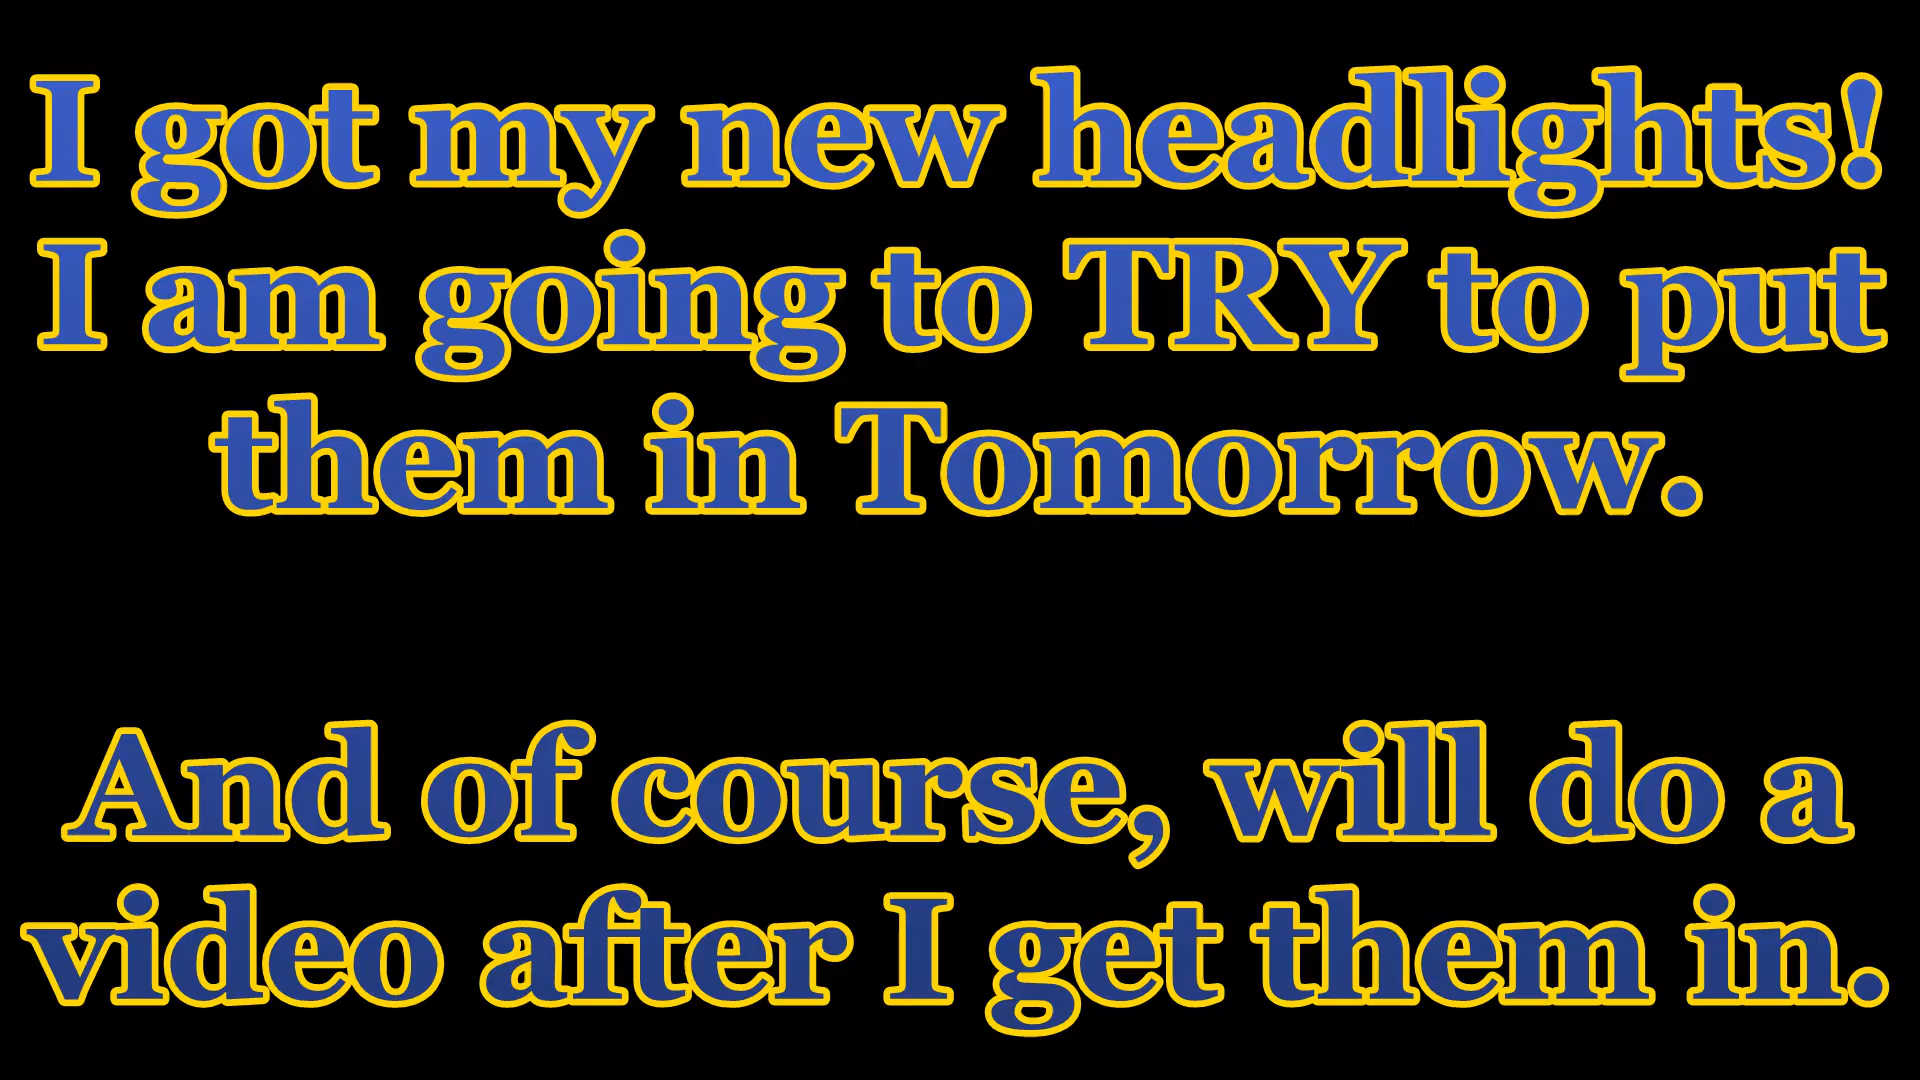 I got my new headlights!
I am going to TRY to put
them in Tomorrow.
And of course, will do a
video after I get them in.